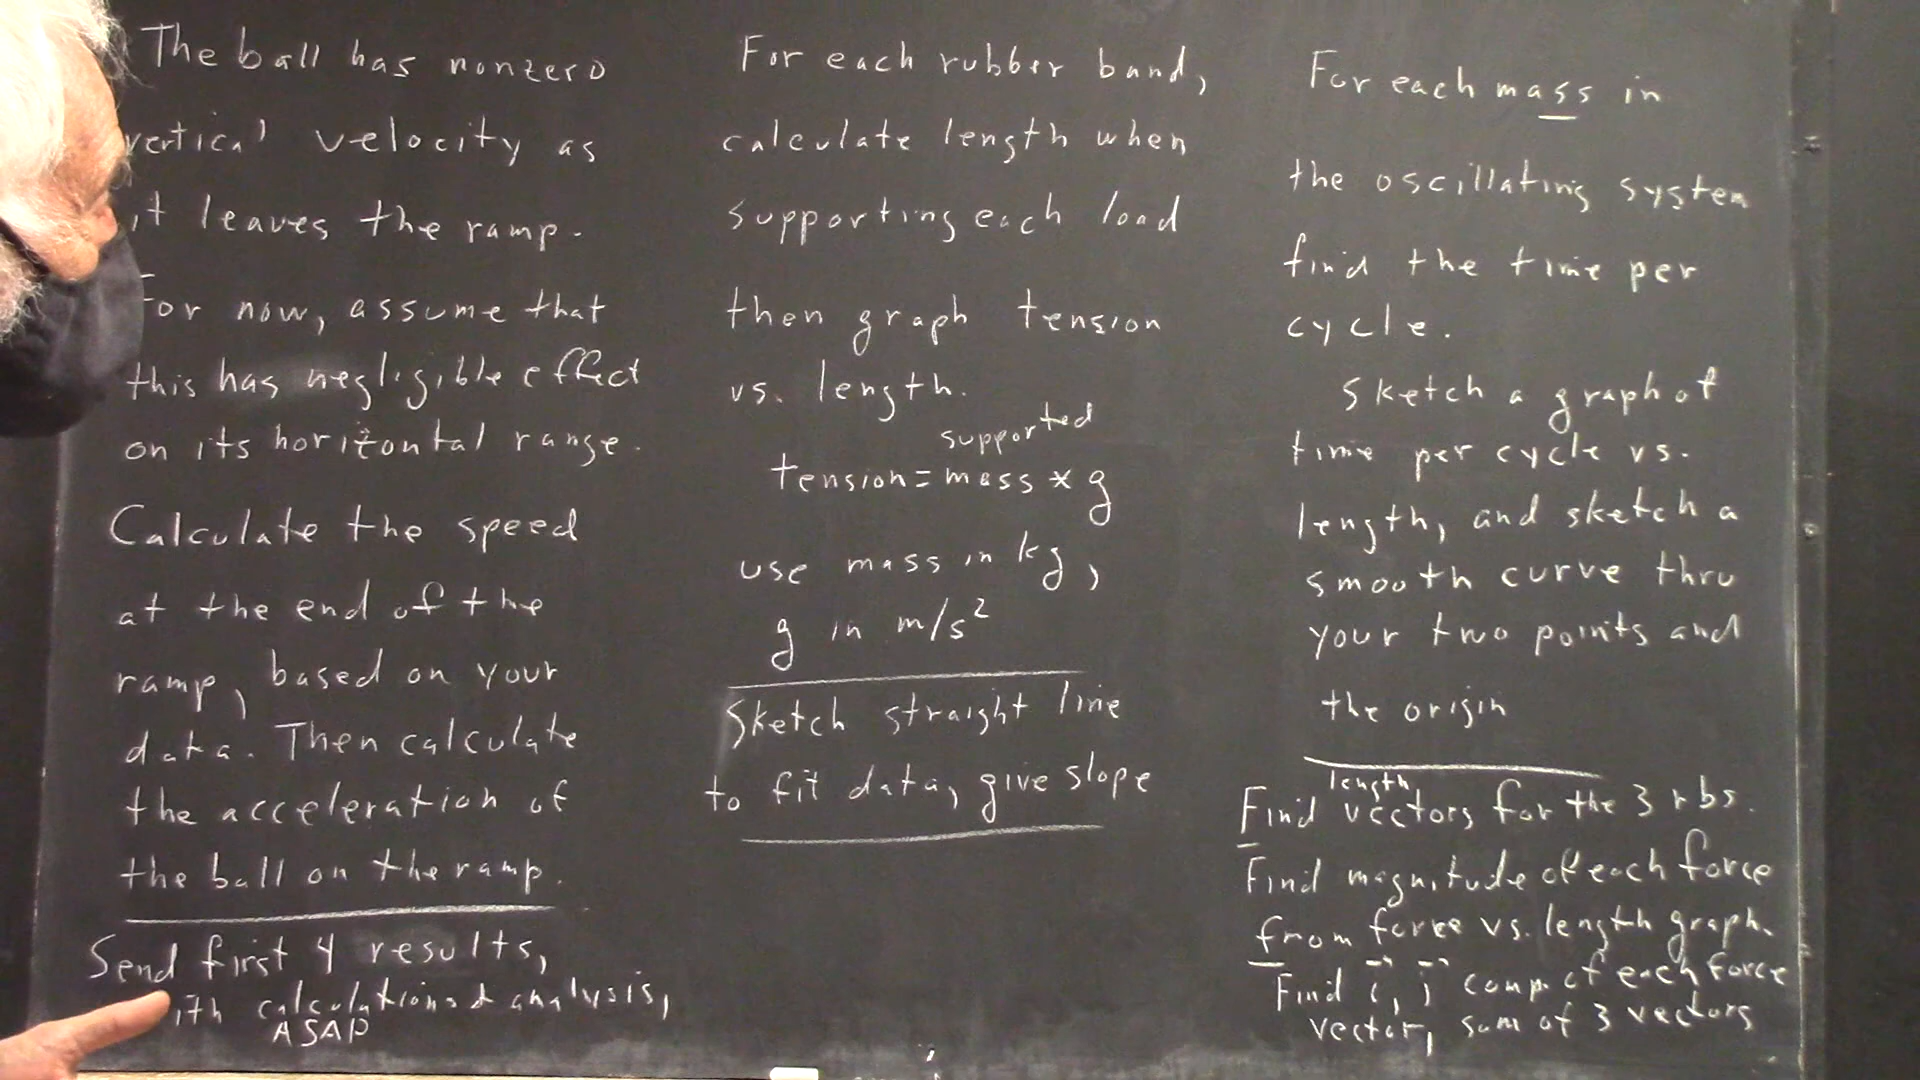 The ball has nonzero
vertical velocity as
it leaves the ramp.
For now, assume that
this has negligible effect
on its horizontal range.
Calculate the speed
at the end of the
ramp, based on your
data. Then calculate
the acceleration of
the ball on the ramp.
Send first 4 results,
ith calculations & analysis,
ASAP
For each rubber band,
calculate length when
supporting each load
then graph tension
vs. length.
supported
tension = mass * g
use mass in kg,
g in m/s²
Sketch straight line
to fit data, give slope
For each mass in
the oscillating system
find the time per
cycle.
Sketch a graph of
time per cycle vs.
length, and sketch a
smooth curve thru
your two points and
the origin
length
Find vectors for the 3 rbs.
Find magnitude of each force
from force vs. length graph.
Find i⃗, j⃗ comp. of each force
vector, sum of 3 vectors